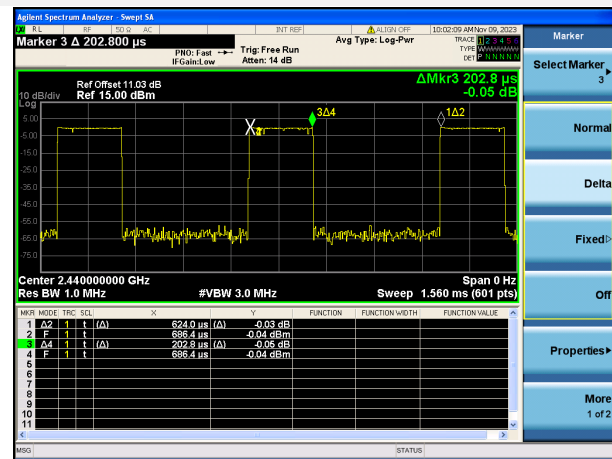 Agilent Spectrum Analyzer - Swept SA
RL RF 50 Ω AC INT REF ALIGN OFF 10:02:09 AM Nov 09, 2023
Marker 3 Δ 202.800 µs
PNO: Fast
IFGain:Low
Trig: Free Run
Atten: 14 dB
Avg Type: Log-Pwr
TRACE 1 2 3 4 5 6
TYPE
DET P N N N N N
Ref Offset 11.03 dB
Ref 15.00 dBm
10 dB/div
Log
ΔMkr3 202.8 µs
-0.05 dB
5.00
-5.00
-15.0
-25.0
-35.0
-45.0
-55.0
-65.0
-75.0
3Δ4
1Δ2
Center 2.440000000 GHz
Span 0 Hz
Res BW 1.0 MHz
#VBW 3.0 MHz
Sweep 1.560 ms (601 pts)
MKR MODE TRC SCL X Y FUNCTION FUNCTION WIDTH FUNCTION VALUE
1 Δ2 1 t (Δ) 624.0 µs (Δ) -0.03 dB
2 F 1 t 686.4 µs -0.04 dBm
3 Δ4 1 t (Δ) 202.8 µs (Δ) -0.05 dB
4 F 1 t 686.4 µs -0.04 dBm
5
6
7
8
9
10
11
MSG
STATUS
Marker
Select Marker
3
Normal
Delta
Fixed
Off
Properties
More
1 of 2